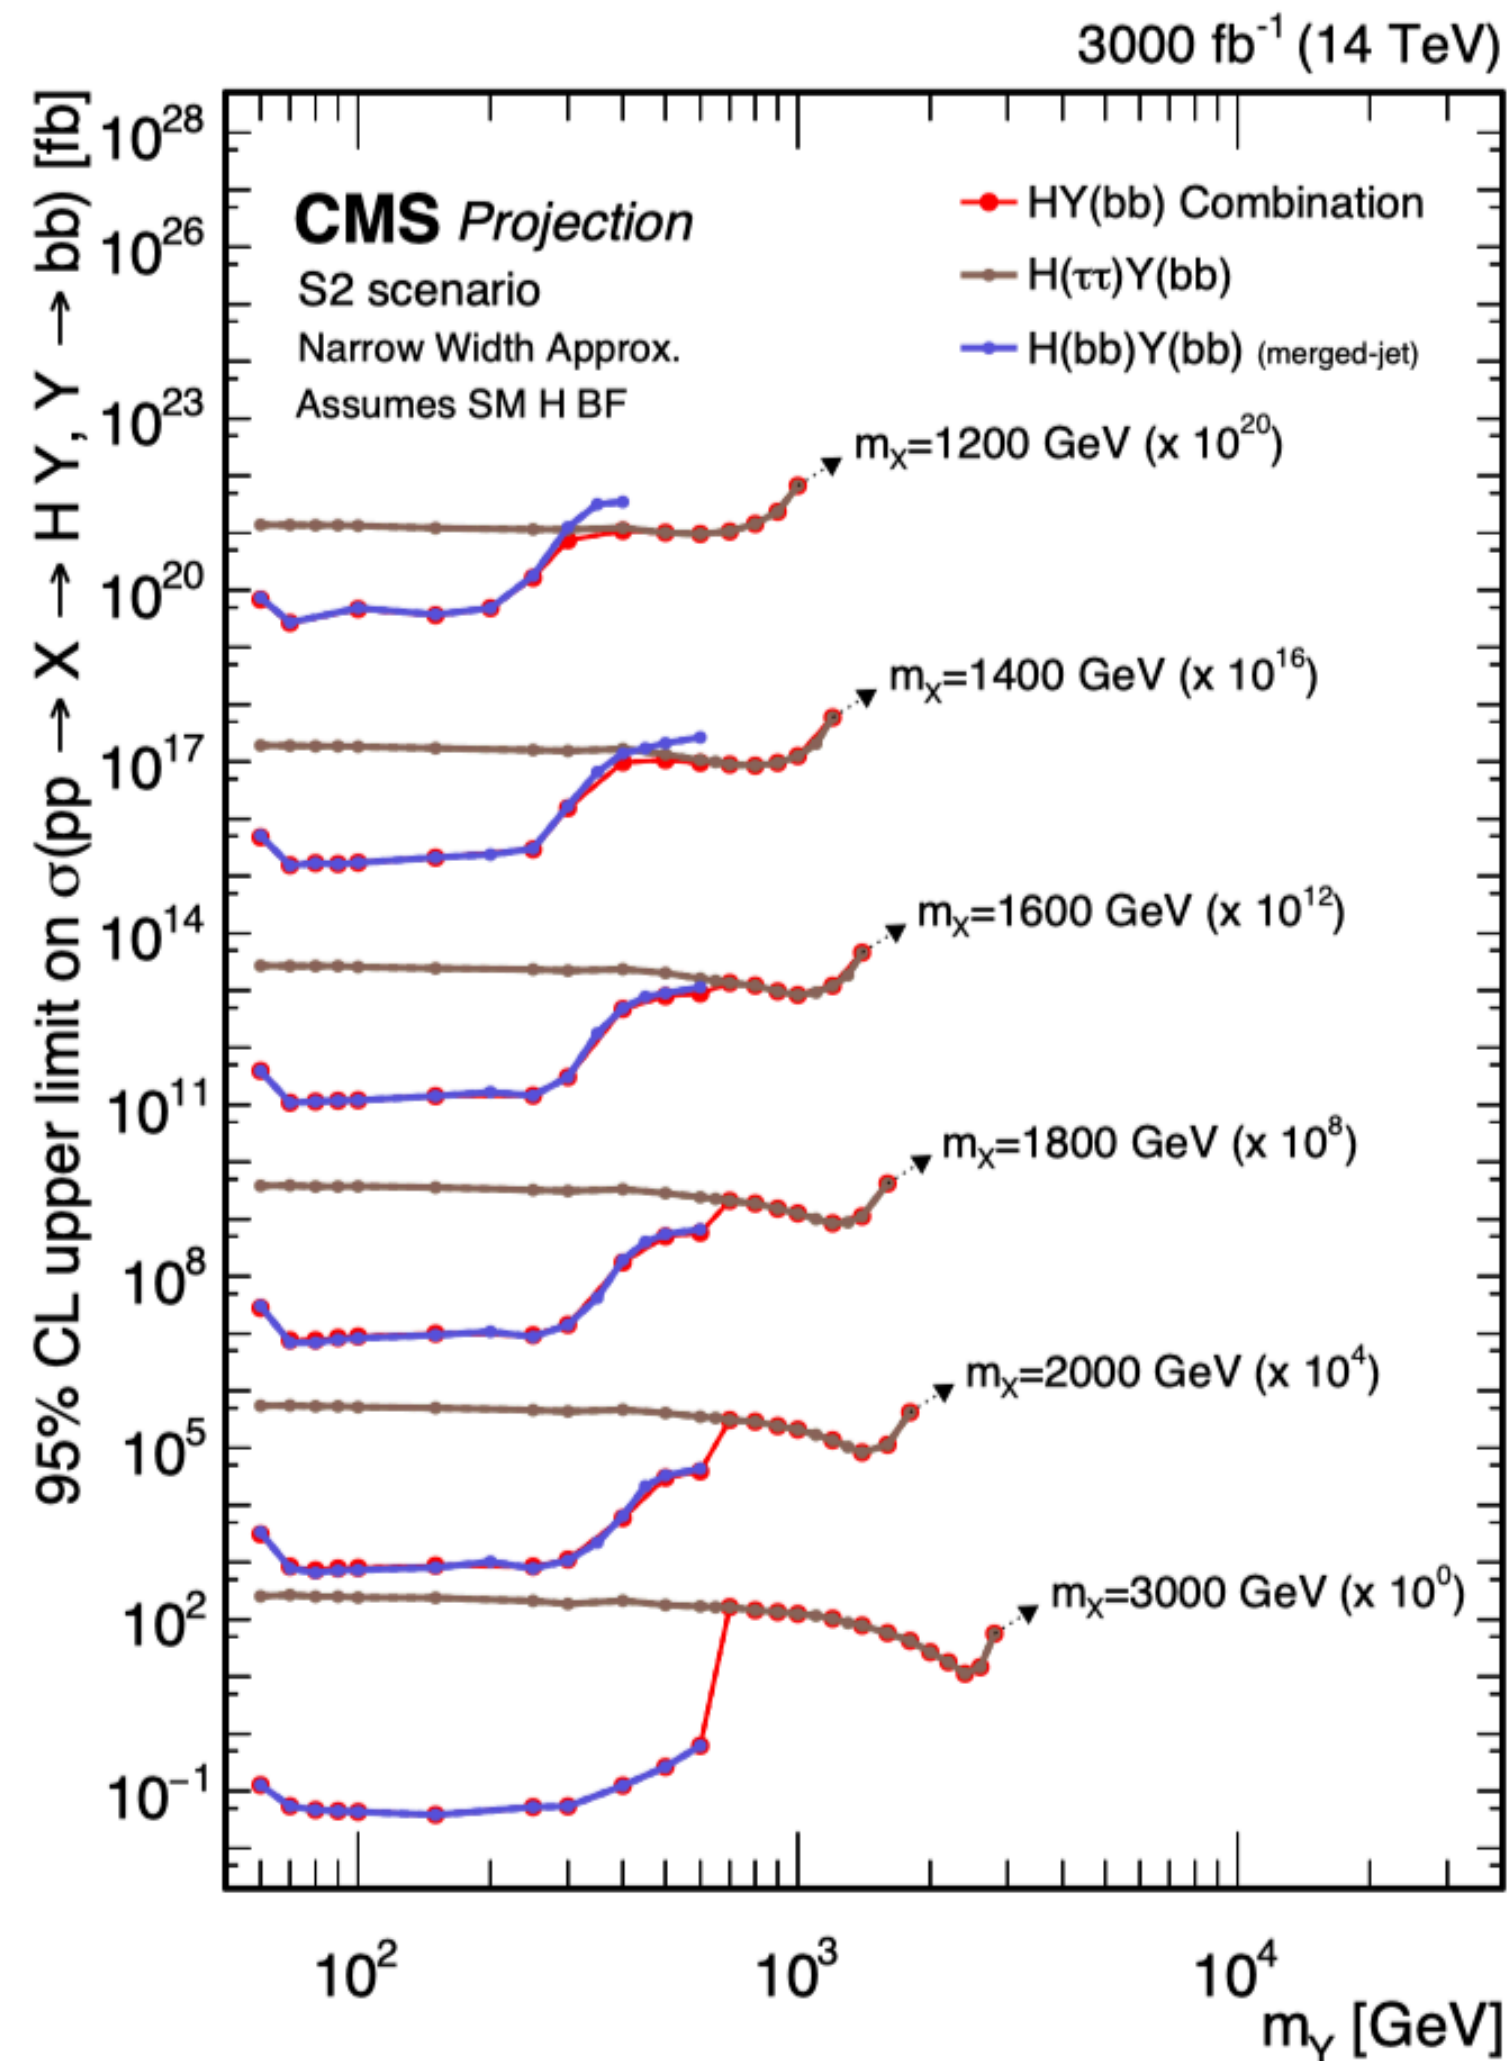 3000 fb⁻¹ (14 TeV)
95% CL upper limit on σ(pp → X → H Y, Y → bb) [fb]
10²⁸
10²⁶
10²³
10²⁰
10¹⁷
10¹⁴
10¹¹
10⁸
10⁵
10²
10⁻¹
CMS Projection
S2 scenario
Narrow Width Approx.
Assumes SM H BF
HY(bb) Combination
H(ττ)Y(bb)
H(bb)Y(bb) (merged-jet)
m_X=1200 GeV (x 10²⁰)
m_X=1400 GeV (x 10¹⁶)
m_X=1600 GeV (x 10¹²)
m_X=1800 GeV (x 10⁸)
m_X=2000 GeV (x 10⁴)
m_X=3000 GeV (x 10⁰)
10² 10³ 10⁴
m_Y [GeV]